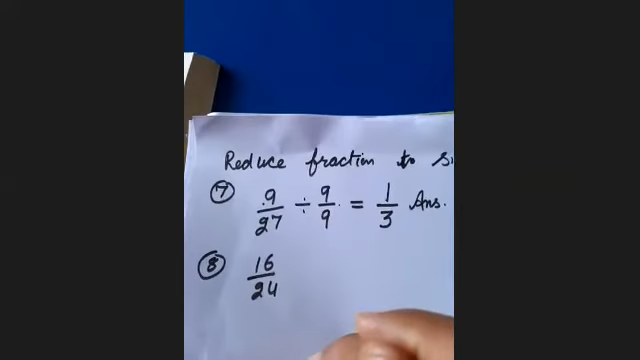 Reduce fraction to
7 9/27 ÷ 9/9 = 1/3 Ans.
8 16/24